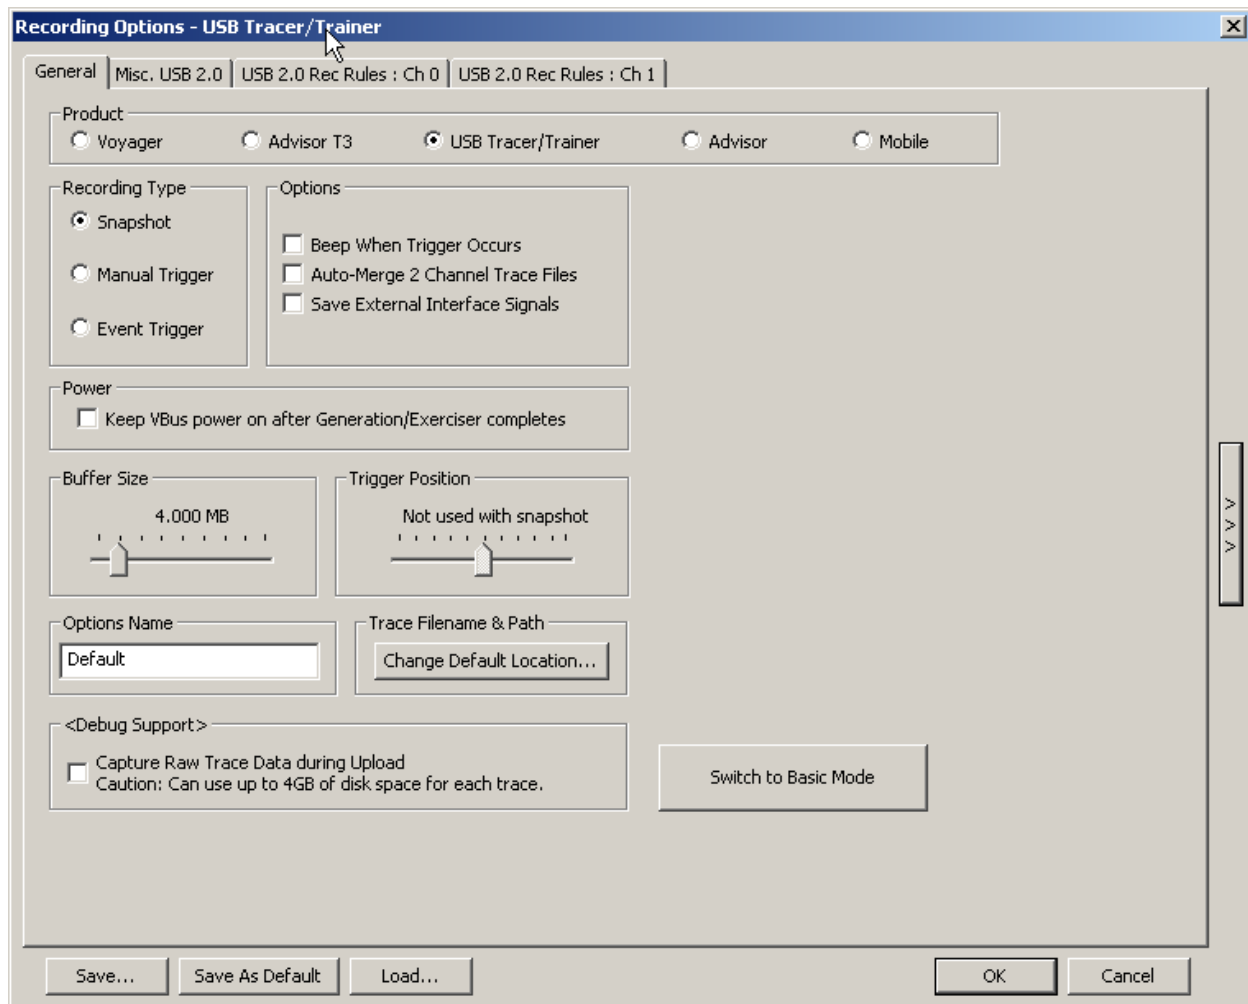 Recording Options - USB Tracer/Trainer
General Misc. USB 2.0 USB 2.0 Rec Rules : Ch 0 USB 2.0 Rec Rules : Ch 1
Product
Voyager Advisor T3 USB Tracer/Trainer Advisor Mobile
Recording Type
Snapshot
Manual Trigger
Event Trigger
Options
Beep When Trigger Occurs
Auto-Merge 2 Channel Trace Files
Save External Interface Signals
Power
Keep VBus power on after Generation/Exerciser completes
Buffer Size
4.000 MB
Trigger Position
Not used with snapshot
>
>
>
Options Name
Default
Trace Filename & Path
Change Default Location...
<Debug Support>
Capture Raw Trace Data during Upload
Caution: Can use up to 4GB of disk space for each trace.
Switch to Basic Mode
Save... Save As Default Load... OK Cancel